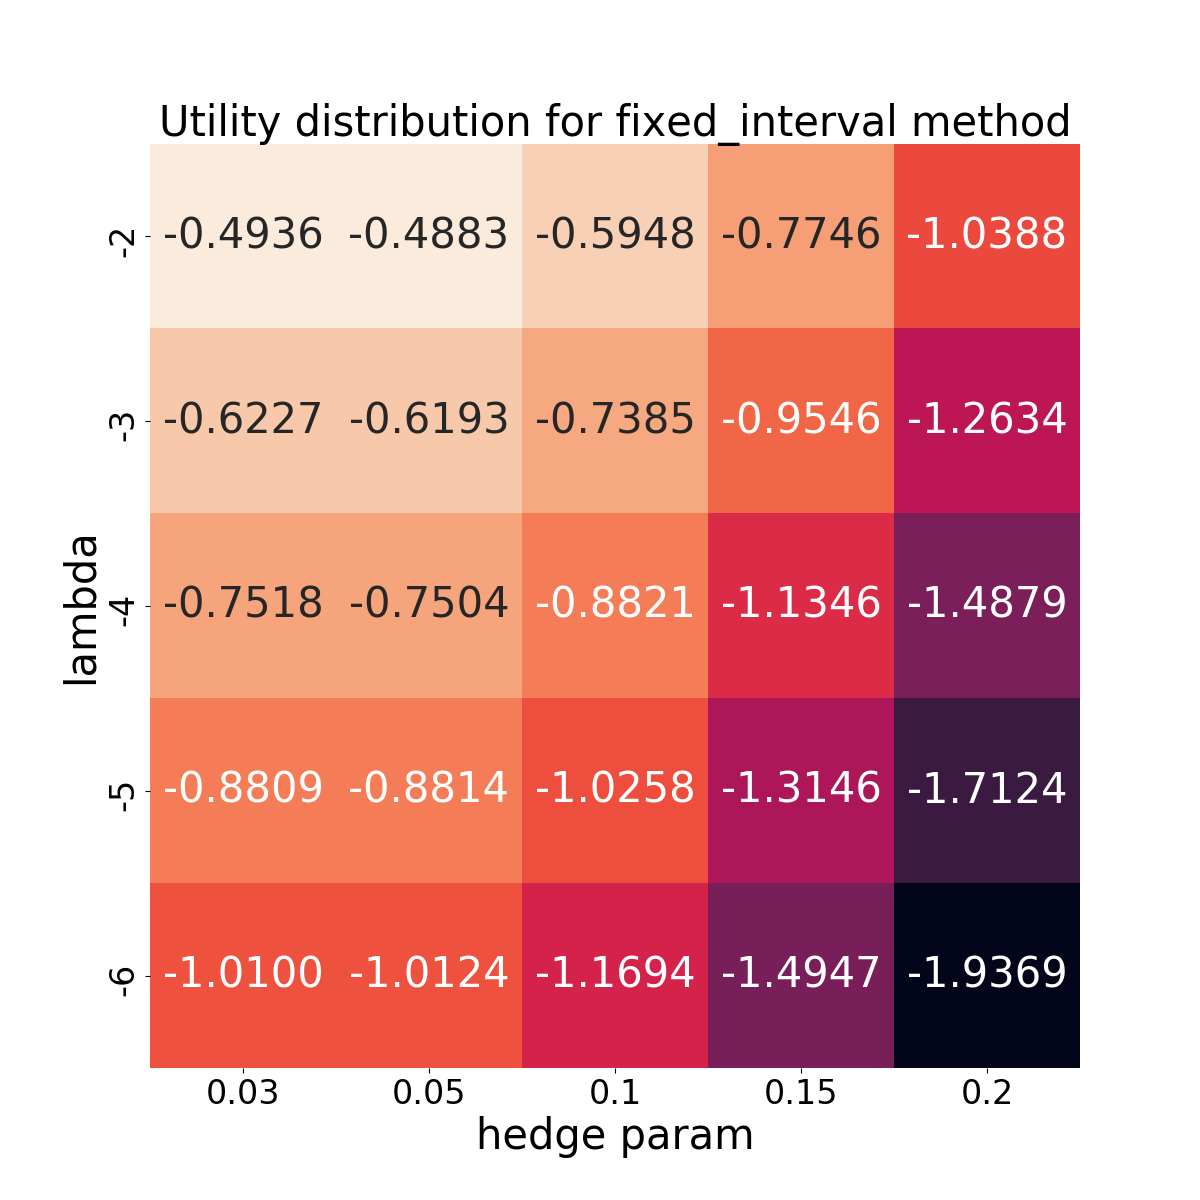 Utility distribution for fixed_interval method
-2 -0.4936 -0.4883 -0.5948 -0.7746 -1.0388
-3 -0.6227 -0.6193 -0.7385 -0.9546 -1.2634
-4 -0.7518 -0.7504 -0.8821 -1.1346 -1.4879
-5 -0.8809 -0.8814 -1.0258 -1.3146 -1.7124
-6 -1.0100 -1.0124 -1.1694 -1.4947 -1.9369
lambda
0.03 0.05 0.1 0.15 0.2
hedge param